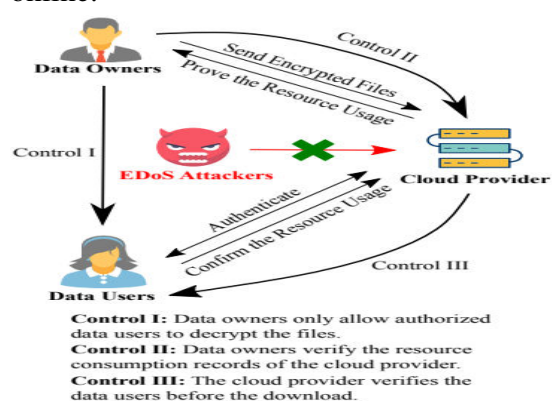 online.
Control II
Send Encrypted Files
Prove the Resource Usage
Data Owners
Control I
EDoS Attackers
Cloud Provider
Authenticate
Confirm the Resource Usage
Control III
Data Users
Control I: Data owners only allow authorized
data users to decrypt the files.
Control II: Data owners verify the resource
consumption records of the cloud provider.
Control III: The cloud provider verifies the
data users before the download.